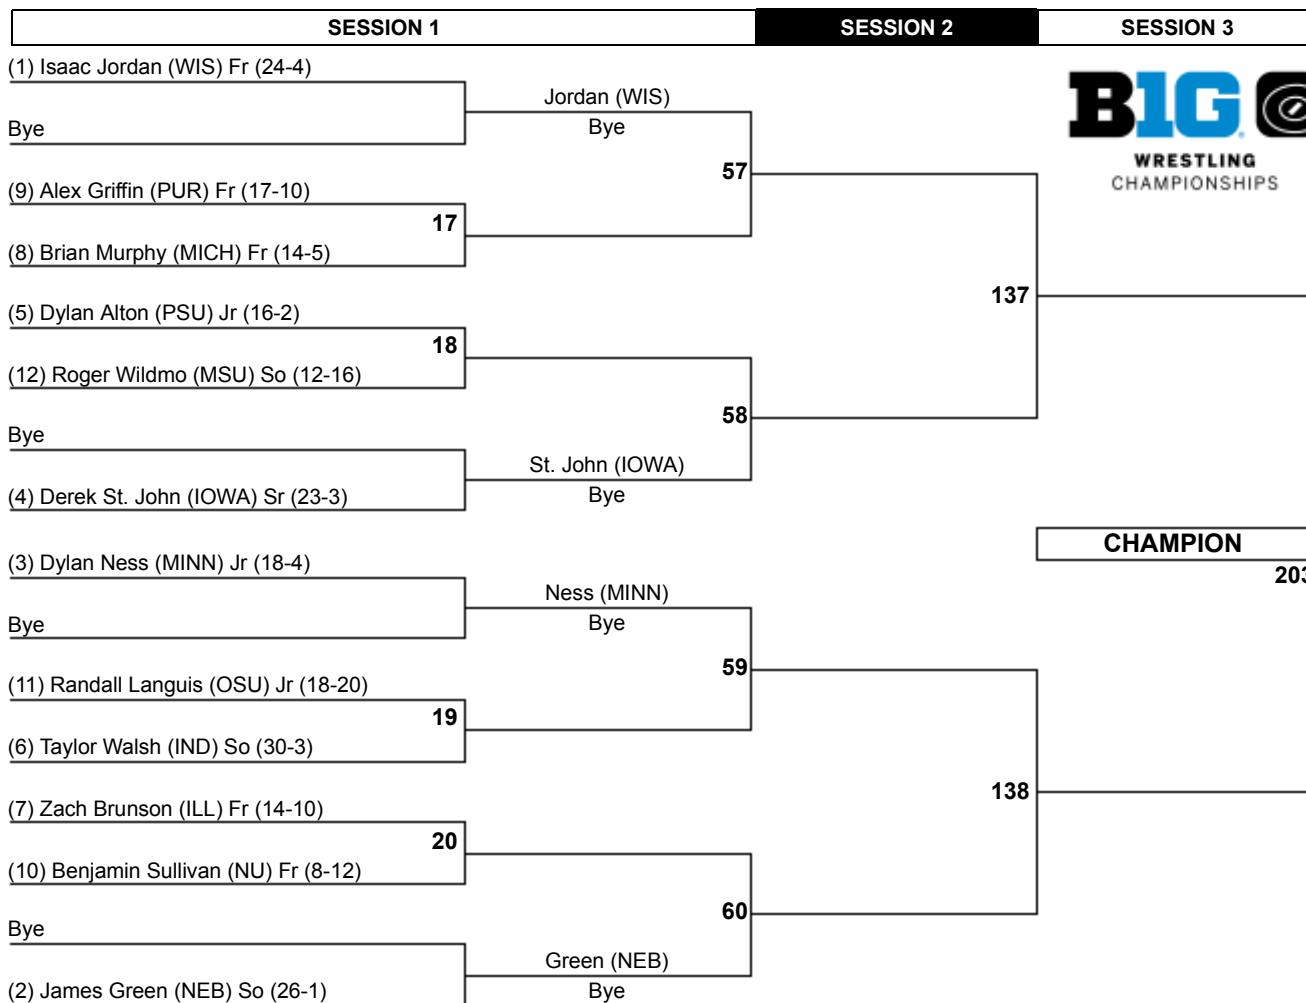 SESSION 1 SESSION 2 SESSION 3
(1) Isaac Jordan (WIS) Fr (24-4)
Jordan (WIS)
Bye
Bye
B1G
WRESTLING
CHAMPIONSHIPS
57
(9) Alex Griffin (PUR) Fr (17-10)
17
(8) Brian Murphy (MICH) Fr (14-5)
137
(5) Dylan Alton (PSU) Jr (16-2)
18
(12) Roger Wildmo (MSU) So (12-16)
58
Bye
St. John (IOWA)
Bye
(4) Derek St. John (IOWA) Sr (23-3)
CHAMPION
203
(3) Dylan Ness (MINN) Jr (18-4)
Ness (MINN)
Bye
Bye
59
(11) Randall Languis (OSU) Jr (18-20)
19
(6) Taylor Walsh (IND) So (30-3)
138
(7) Zach Brunson (ILL) Fr (14-10)
20
(10) Benjamin Sullivan (NU) Fr (8-12)
60
Bye
Green (NEB)
Bye
(2) James Green (NEB) So (26-1)